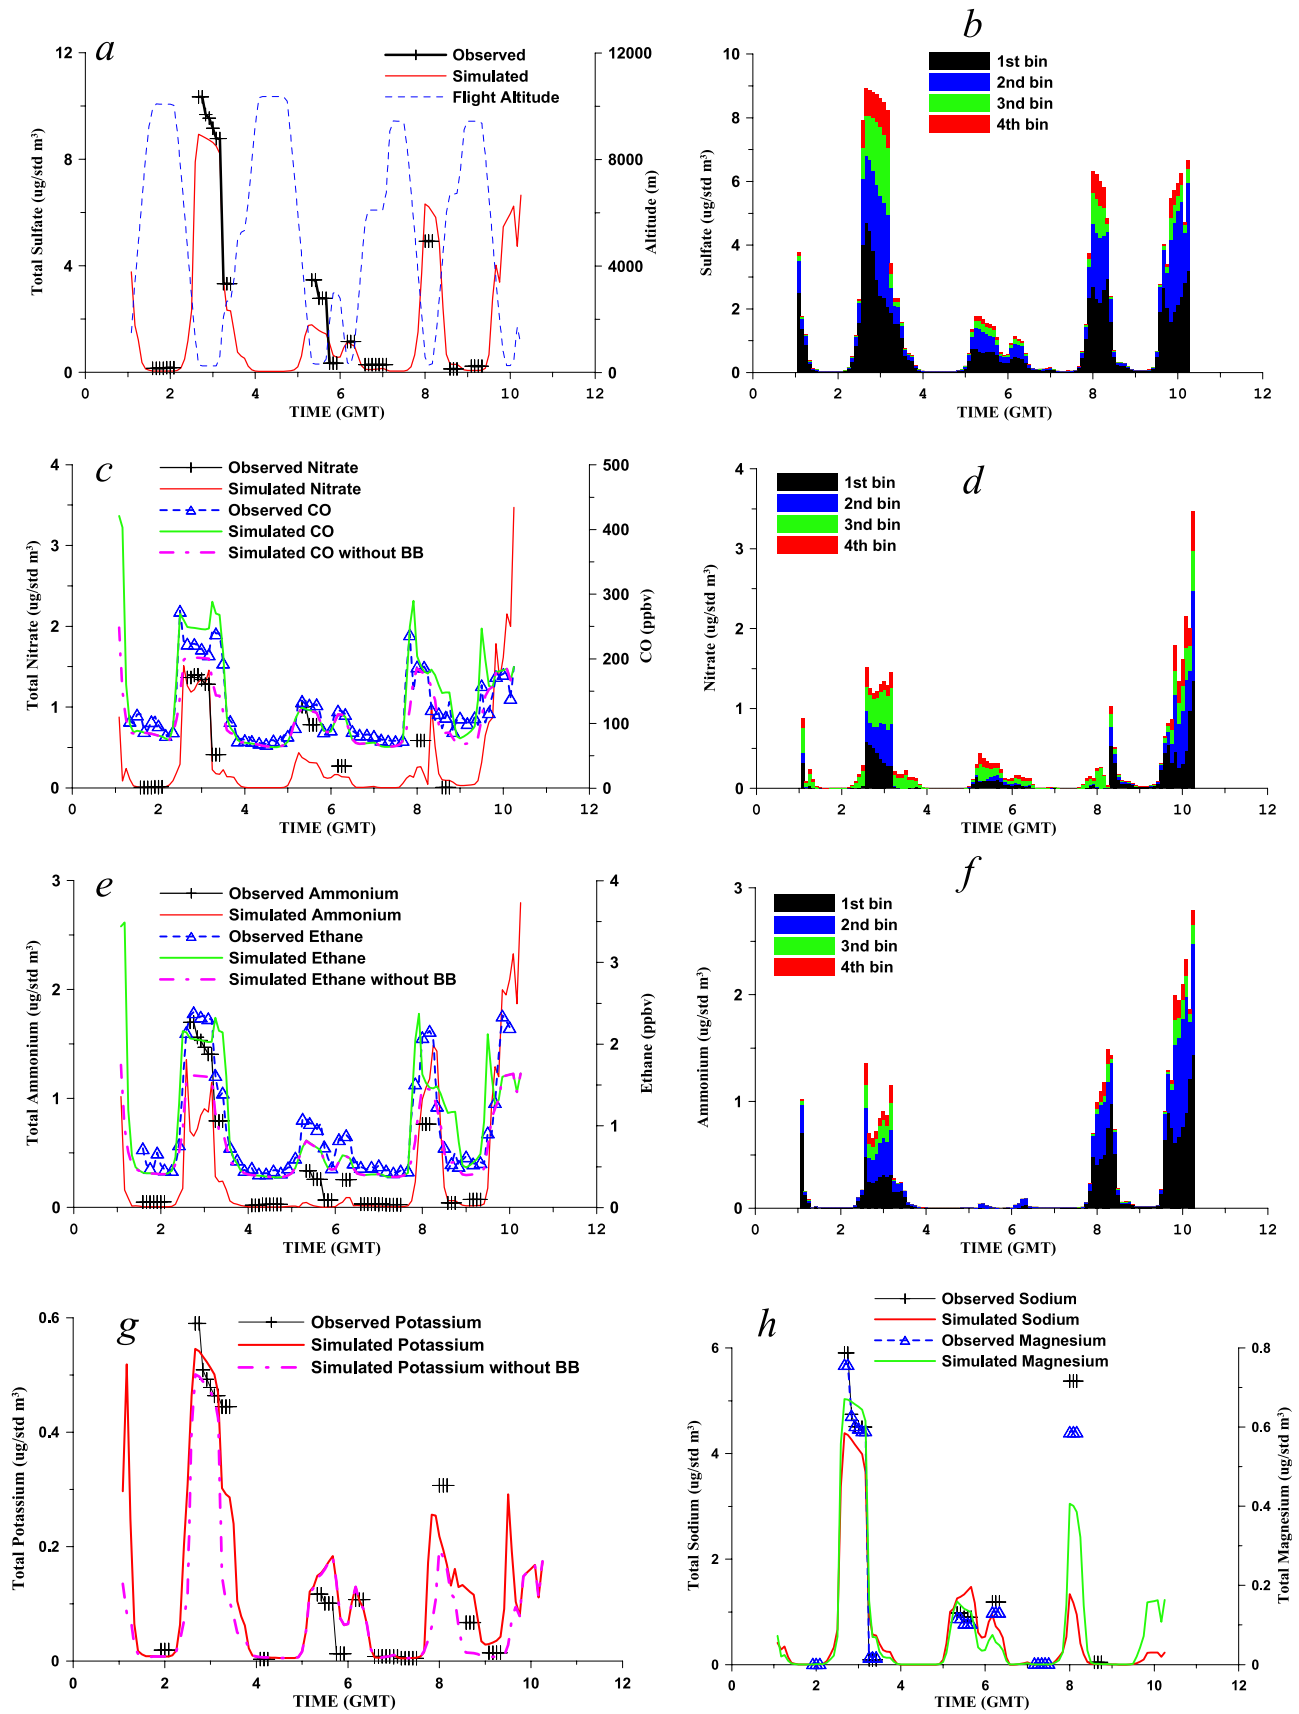 a
Observed
Simulated
Flight Altitude
Total Sulfate (ug/std m³)
12
10
8
6
4
2
0
12000
8000
4000
0
Altitude (m)
0 2 4 6 8 10 12
TIME (GMT)
b
1st bin
2nd bin
3nd bin
4th bin
Sulfate (ug/std m³)
10
8
6
4
2
0
0 2 4 6 8 10 12
TIME (GMT)
c
Observed Nitrate
Simulated Nitrate
Observed CO
Simulated CO
Simulated CO without BB
Total Nitrate (ug/std m³)
4
3
2
1
0
500
400
300
200
100
0
CO (ppbv)
0 2 4 6 8 10 12
TIME (GMT)
d
1st bin
2nd bin
3nd bin
4th bin
Nitrate (ug/std m³)
4
3
2
1
0
0 2 4 6 8 10 12
TIME (GMT)
e
Observed Ammonium
Simulated Ammonium
Observed Ethane
Simulated Ethane
Simulated Ethane without BB
Total Ammonium (ug/std m³)
3
2
1
0
4
3
2
1
0
Ethane (ppbv)
0 2 4 6 8 10 12
TIME (GMT)
f
1st bin
2nd bin
3nd bin
4th bin
Ammonium (ug/std m³)
3
2
1
0
0 2 4 6 8 10 12
TIME (GMT)
g
Observed Potassium
Simulated Potassium
Simulated Potassium without BB
Total Potassium (ug/std m³)
0.6
0.4
0.2
0
0 2 4 6 8 10 12
TIME (GMT)
h
Observed Sodium
Simulated Sodium
Observed Magnesium
Simulated Magnesium
Total Sodium (ug/std m³)
6
4
2
0
0.8
0.6
0.4
0.2
0
Total Magnesium (ug/std m³)
0 2 4 6 8 10 12
TIME (GMT)